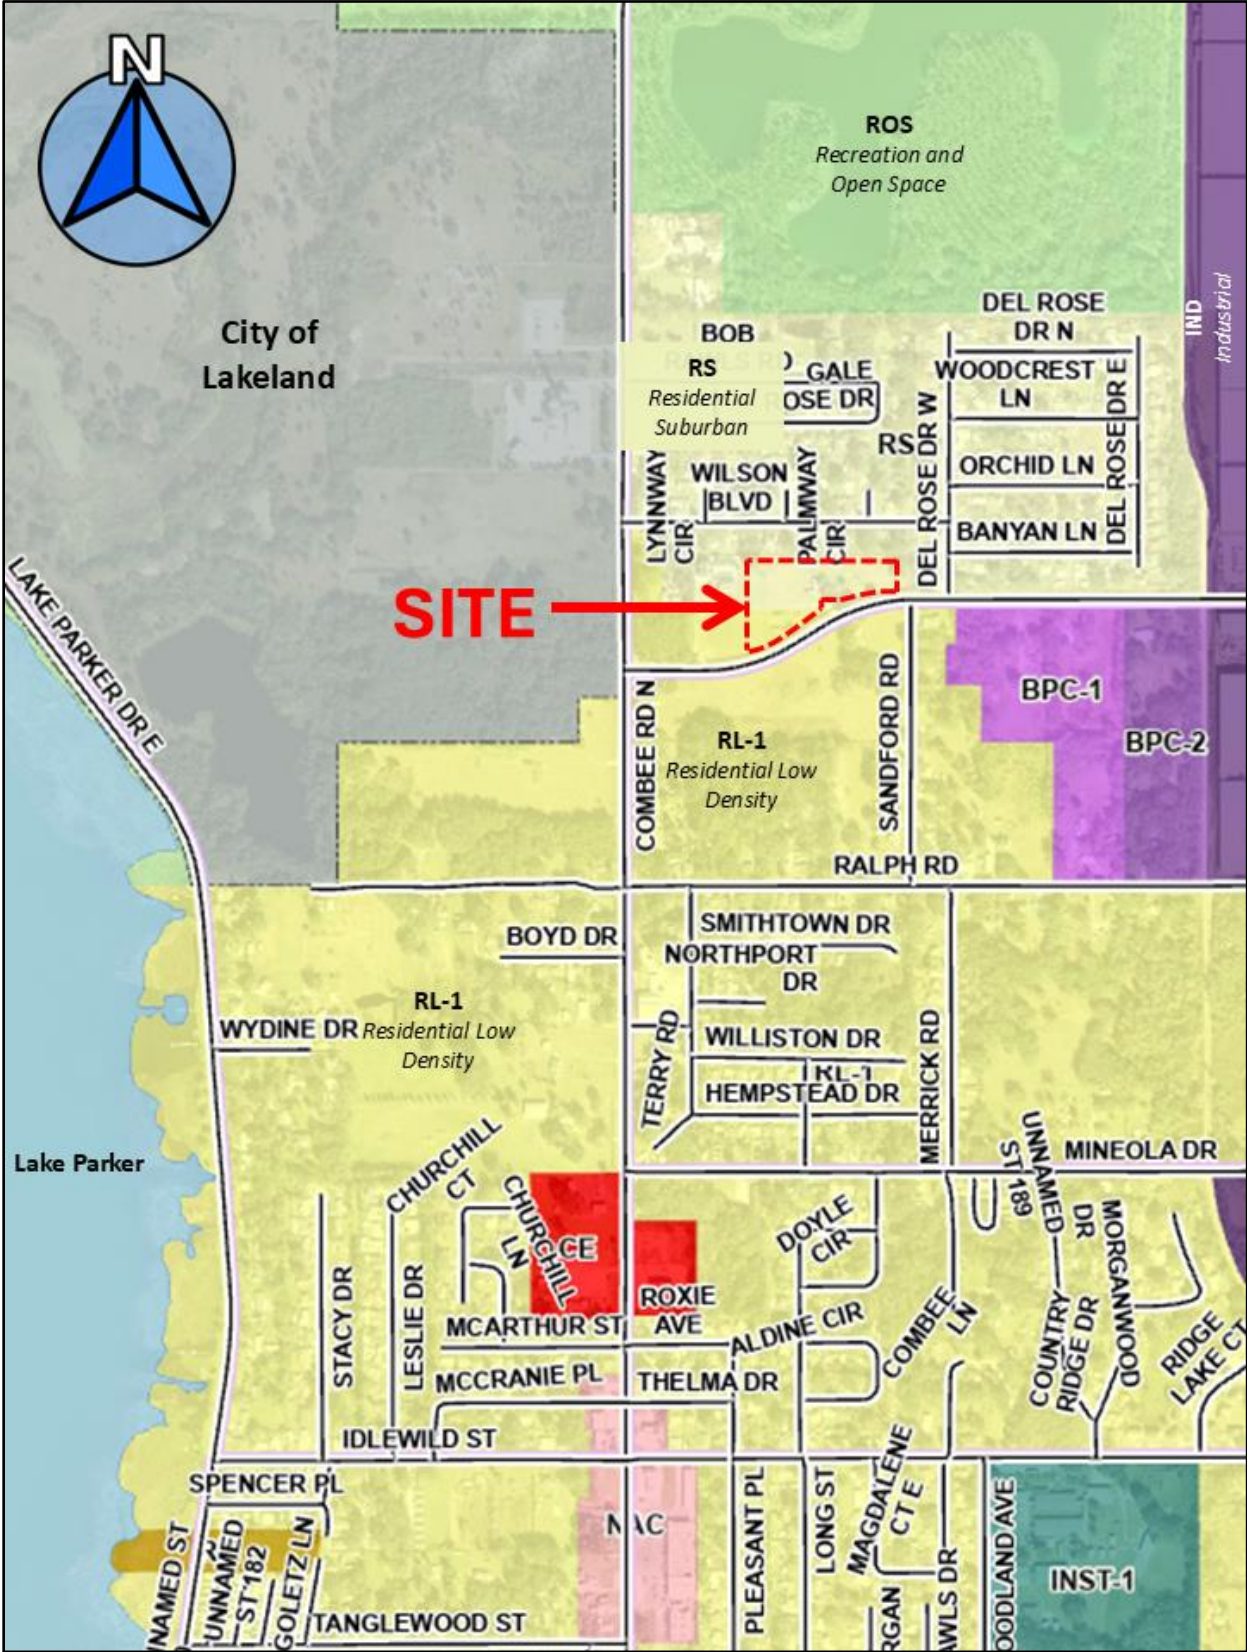 N
ROS
Recreation and
Open Space
City of
Lakeland
IND
Industrial
DEL ROSE
DR N
BOB
RS
Residential
Suburban
GALE
OSE DR
WOODCREST
LN
RS
DEL ROSE DR W
DEL ROSE DR E
ORCHID LN
WILSON
BLVD
LYNNWAY
CIR
PALMWAY
CIR
BANYAN LN
LAKE PARKER DR E
SITE
COMBEE RD N
SANDFORD RD
BPC-1
BPC-2
RL-1
Residential Low
Density
RALPH RD
BOYD DR
SMITHTOWN DR
NORTHPORT
DR
RL-1
Residential Low
Density
WYDINE DR
TERRY RD
WILLISTON DR
RL-1
HEMPSTEAD DR
MERRICK RD
Lake Parker
MINEOLA DR
UNNAMED
ST 189
CHURCHILL
CT
CHURCHILL
LN
CE
DOYLE
CIR
MORGANWOOD
DR
STACY DR
LESLIE DR
ROXIE
AVE
MCARTHUR ST
ALDINE CIR
COMBEE
LN
COUNTRY
RIDGE DR
RIDGE
LAKE CT
MCCRANIE PL
THELMA DR
IDLEWILD ST
SPENCER PL
NAC
PLEASANT PL
LONG ST
MAGDALENE
CT E
OODLAND AVE
INST-1
NAMED ST
UNNAMED
ST 182
GOLETZ LN
TANGLEWOOD ST
RGAN
WLS DR